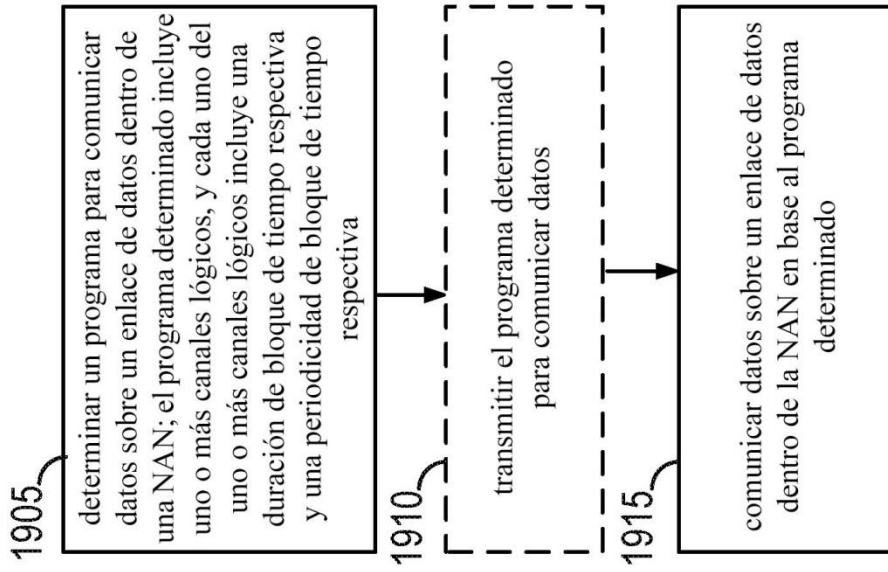 1905
determinar un programa para comunicar
datos sobre un enlace de datos dentro de
una NAN; el programa determinado incluye
uno o más canales lógicos, y cada uno del
uno o más canales lógicos incluye una
duración de bloque de tiempo respectiva
y una periodicidad de bloque de tiempo
respectiva
1910
transmitir el programa determinado
para comunicar datos
1915
comunicar datos sobre un enlace de datos
dentro de la NAN en base al programa
determinado